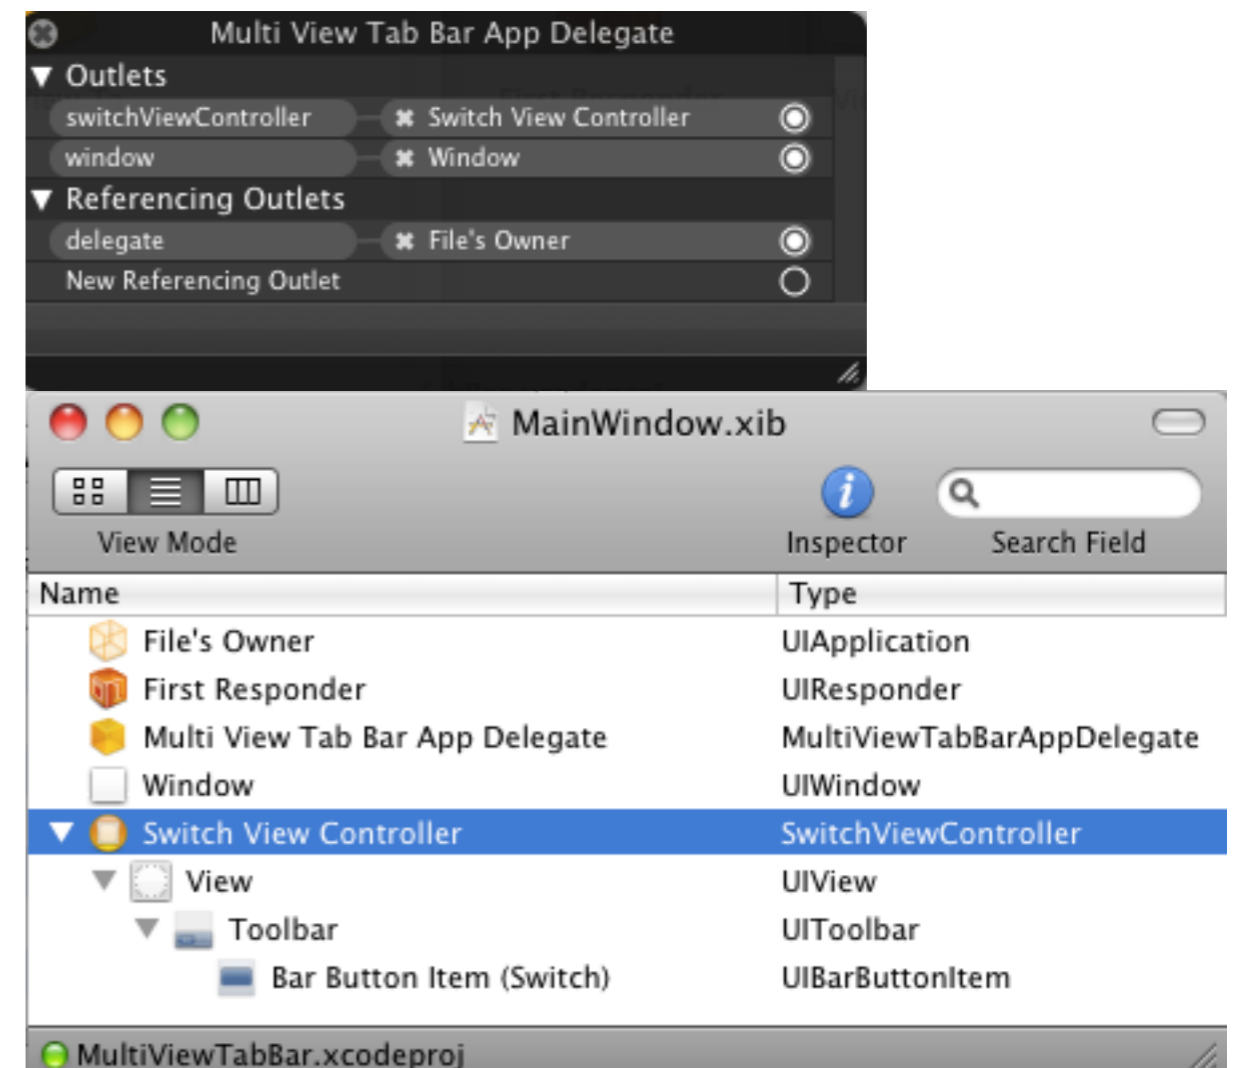 Multi View Tab Bar App Delegate
Outlets
switchViewController Switch View Controller
window Window
Referencing Outlets
delegate File's Owner
New Referencing Outlet
MainWindow.xib
View Mode Inspector Search Field
Name Type
File's Owner UIApplication
First Responder UIResponder
Multi View Tab Bar App Delegate MultiViewTabBarAppDelegate
Window UIWindow
Switch View Controller SwitchViewController
View UIView
Toolbar UIToolbar
Bar Button Item (Switch) UIBarButtonItem
MultiViewTabBar.xcodeproj